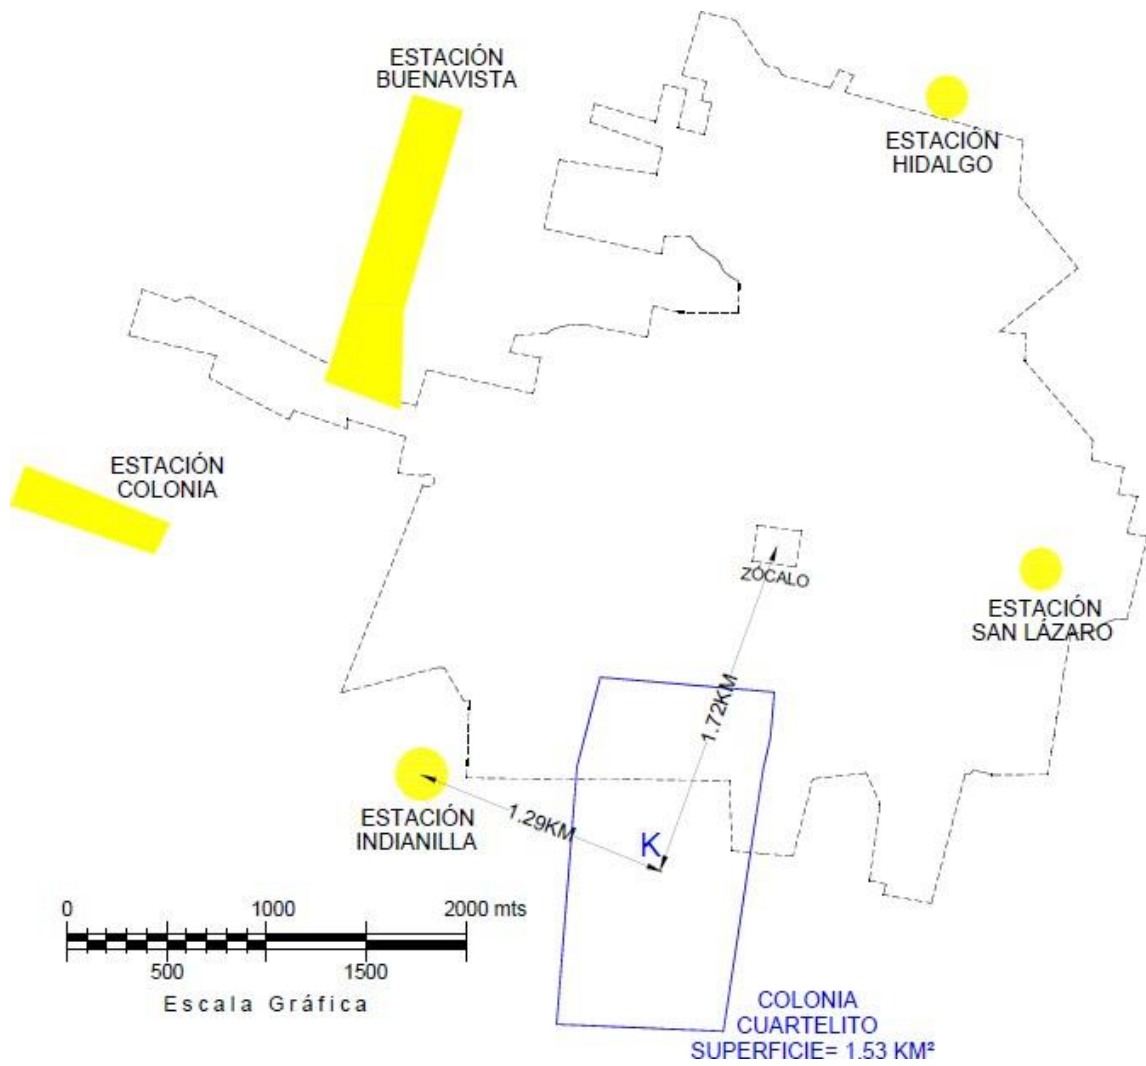 ESTACIÓN
BUENAVISTA
ESTACIÓN
HIDALGO
ESTACIÓN
COLONIA
ZÓCALO
ESTACIÓN
SAN LÁZARO
1.72KM
1.29KM
K
ESTACIÓN
INDIANILLA
0 1000 2000 mts
500 1500
Escala Gráfica
COLONIA
CUARTELITO
SUPERFICIE= 1.53 KM²